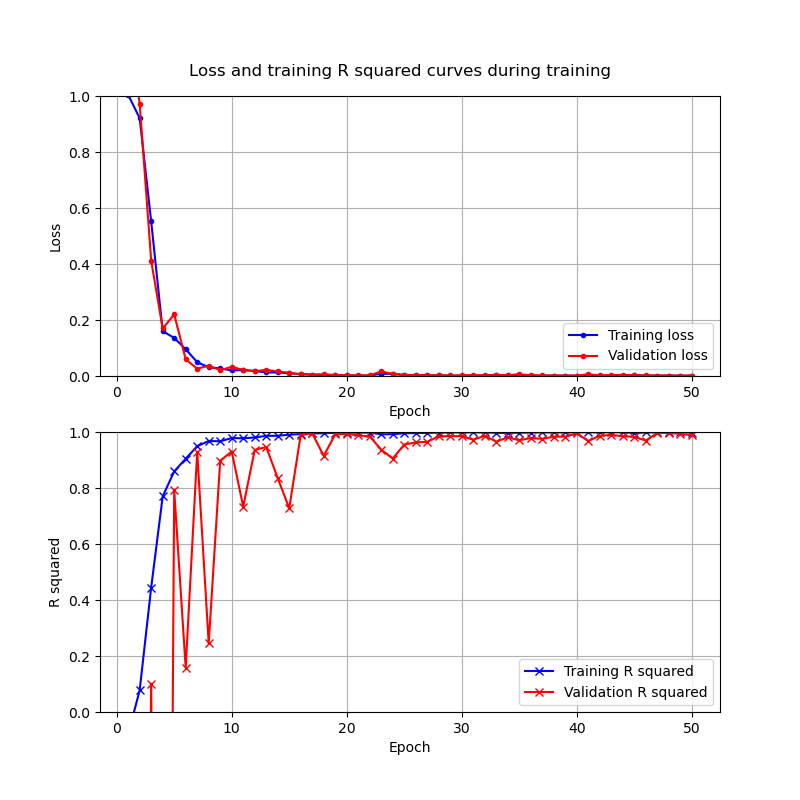 Loss and training R squared curves during training
1.0
0.8
0.6
0.4
0.2
0.0
Loss
Training loss
Validation loss
0 10 20 30 40 50
Epoch
1.0
0.8
0.6
0.4
0.2
0.0
R squared
Training R squared
Validation R squared
0 10 20 30 40 50
Epoch